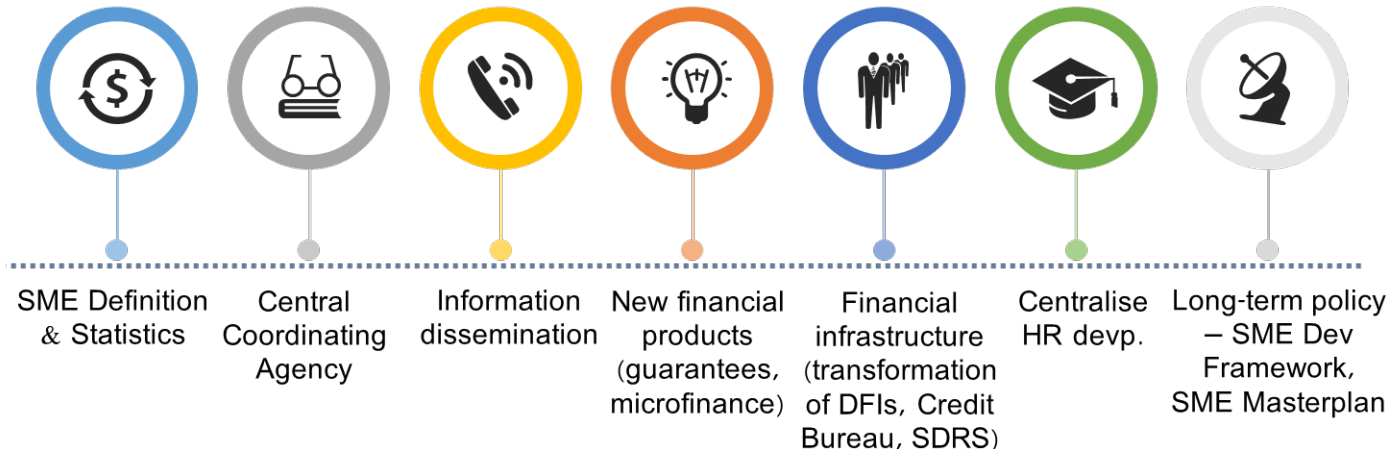 SME Definition
& Statistics
Central
Coordinating
Agency
Information
dissemination
New financial
products
(guarantees,
microfinance)
Financial
infrastructure
(transformation
of DFIs, Credit
Bureau, SDRS)
Centralise
HR devp.
Long-term policy
– SME Dev
Framework,
SME Masterplan